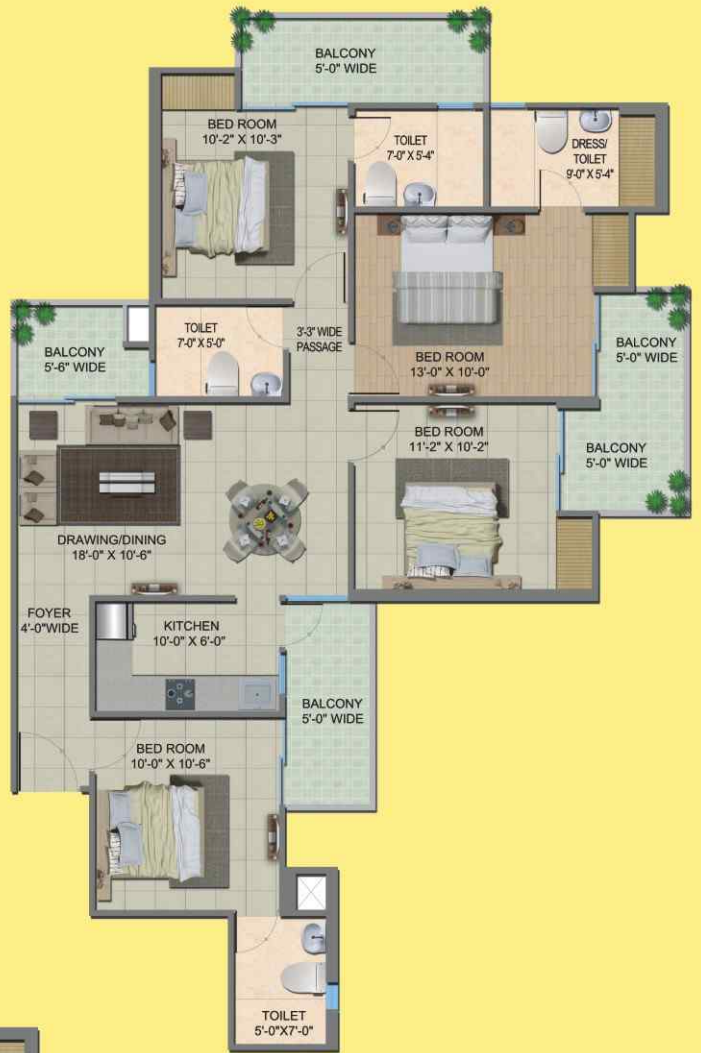 BALCONY
5'-0" WIDE
BED ROOM
10'-2" X 10'-3"
TOILET
7'-0" X 5'-4"
DRESS/
TOILET
9'-0" X 5'-4"
BALCONY
5'-6" WIDE
TOILET
7'-0" X 5'-0"
3'-3" WIDE
PASSAGE
BED ROOM
13'-0" X 10'-0"
BALCONY
5'-0" WIDE
BED ROOM
11'-2" X 10'-2"
BALCONY
5'-0" WIDE
DRAWING/DINING
18'-0" X 10'-6"
FOYER
4'-0"WIDE
KITCHEN
10'-0" X 6'-0"
BALCONY
5'-0" WIDE
BED ROOM
10'-0" X 10'-6"
TOILET
5'-0"X7'-0"